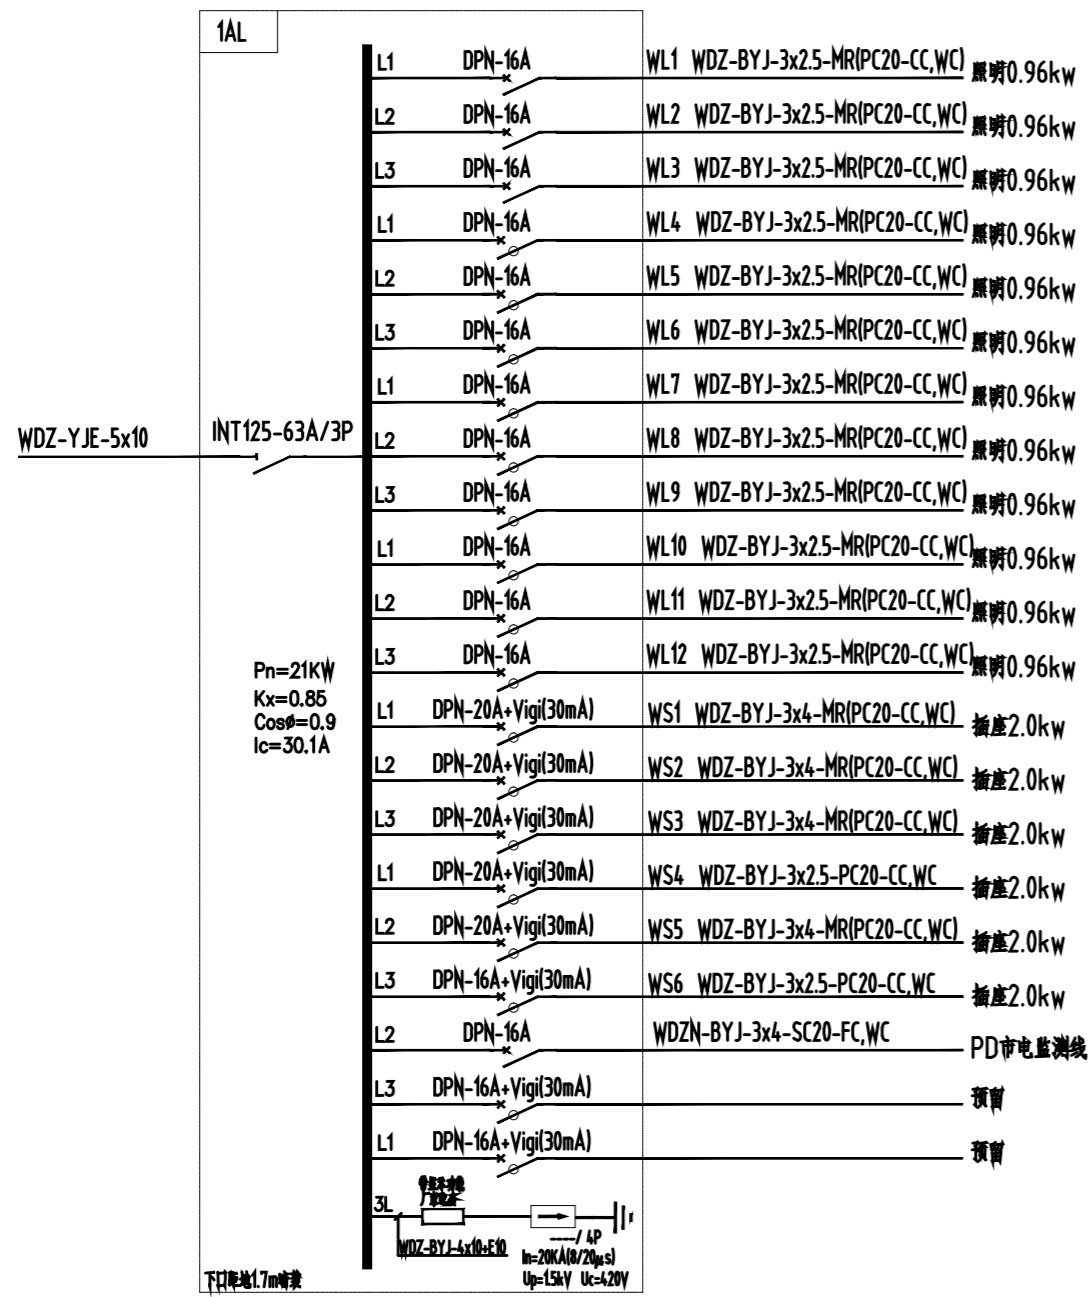 1AL
L1 DPN-16A WL1 WDZ-BYJ-3x2.5-MR(PC20-CC,WC) 照明0.96kw
L2 DPN-16A WL2 WDZ-BYJ-3x2.5-MR(PC20-CC,WC) 照明0.96kw
L3 DPN-16A WL3 WDZ-BYJ-3x2.5-MR(PC20-CC,WC) 照明0.96kw
L1 DPN-16A WL4 WDZ-BYJ-3x2.5-MR(PC20-CC,WC) 照明0.96kw
L2 DPN-16A WL5 WDZ-BYJ-3x2.5-MR(PC20-CC,WC) 照明0.96kw
L3 DPN-16A WL6 WDZ-BYJ-3x2.5-MR(PC20-CC,WC) 照明0.96kw
L1 DPN-16A WL7 WDZ-BYJ-3x2.5-MR(PC20-CC,WC) 照明0.96kw
WDZ-YJE-5x10 INT125-63A/3P
L2 DPN-16A WL8 WDZ-BYJ-3x2.5-MR(PC20-CC,WC) 照明0.96kw
L3 DPN-16A WL9 WDZ-BYJ-3x2.5-MR(PC20-CC,WC) 照明0.96kw
L1 DPN-16A WL10 WDZ-BYJ-3x2.5-MR(PC20-CC,WC) 照明0.96kw
L2 DPN-16A WL11 WDZ-BYJ-3x2.5-MR(PC20-CC,WC) 照明0.96kw
L3 DPN-16A WL12 WDZ-BYJ-3x2.5-MR(PC20-CC,WC) 照明0.96kw
Pn=21KW
Kx=0.85
Cosø=0.9
Ic=30.1A
L1 DPN-20A+Vigi(30mA) WS1 WDZ-BYJ-3x4-MR(PC20-CC,WC) 插座2.0kw
L2 DPN-20A+Vigi(30mA) WS2 WDZ-BYJ-3x4-MR(PC20-CC,WC) 插座2.0kw
L3 DPN-20A+Vigi(30mA) WS3 WDZ-BYJ-3x4-MR(PC20-CC,WC) 插座2.0kw
L1 DPN-20A+Vigi(30mA) WS4 WDZ-BYJ-3x2.5-PC20-CC,WC 插座2.0kw
L2 DPN-20A+Vigi(30mA) WS5 WDZ-BYJ-3x4-MR(PC20-CC,WC) 插座2.0kw
L3 DPN-16A+Vigi(30mA) WS6 WDZ-BYJ-3x2.5-PC20-CC,WC 插座2.0kw
L2 DPN-16A WDZN-BYJ-3x4-SC20-FC,WC PD市电监测线
L3 DPN-16A+Vigi(30mA) 预留
L1 DPN-16A+Vigi(30mA) 预留
3L
WDZ-BYJ-4x10+E10
----/ 4P
In=20KA(8/20μs)
Up=1.5kV Uc=420V
下口距地1.7m暗装